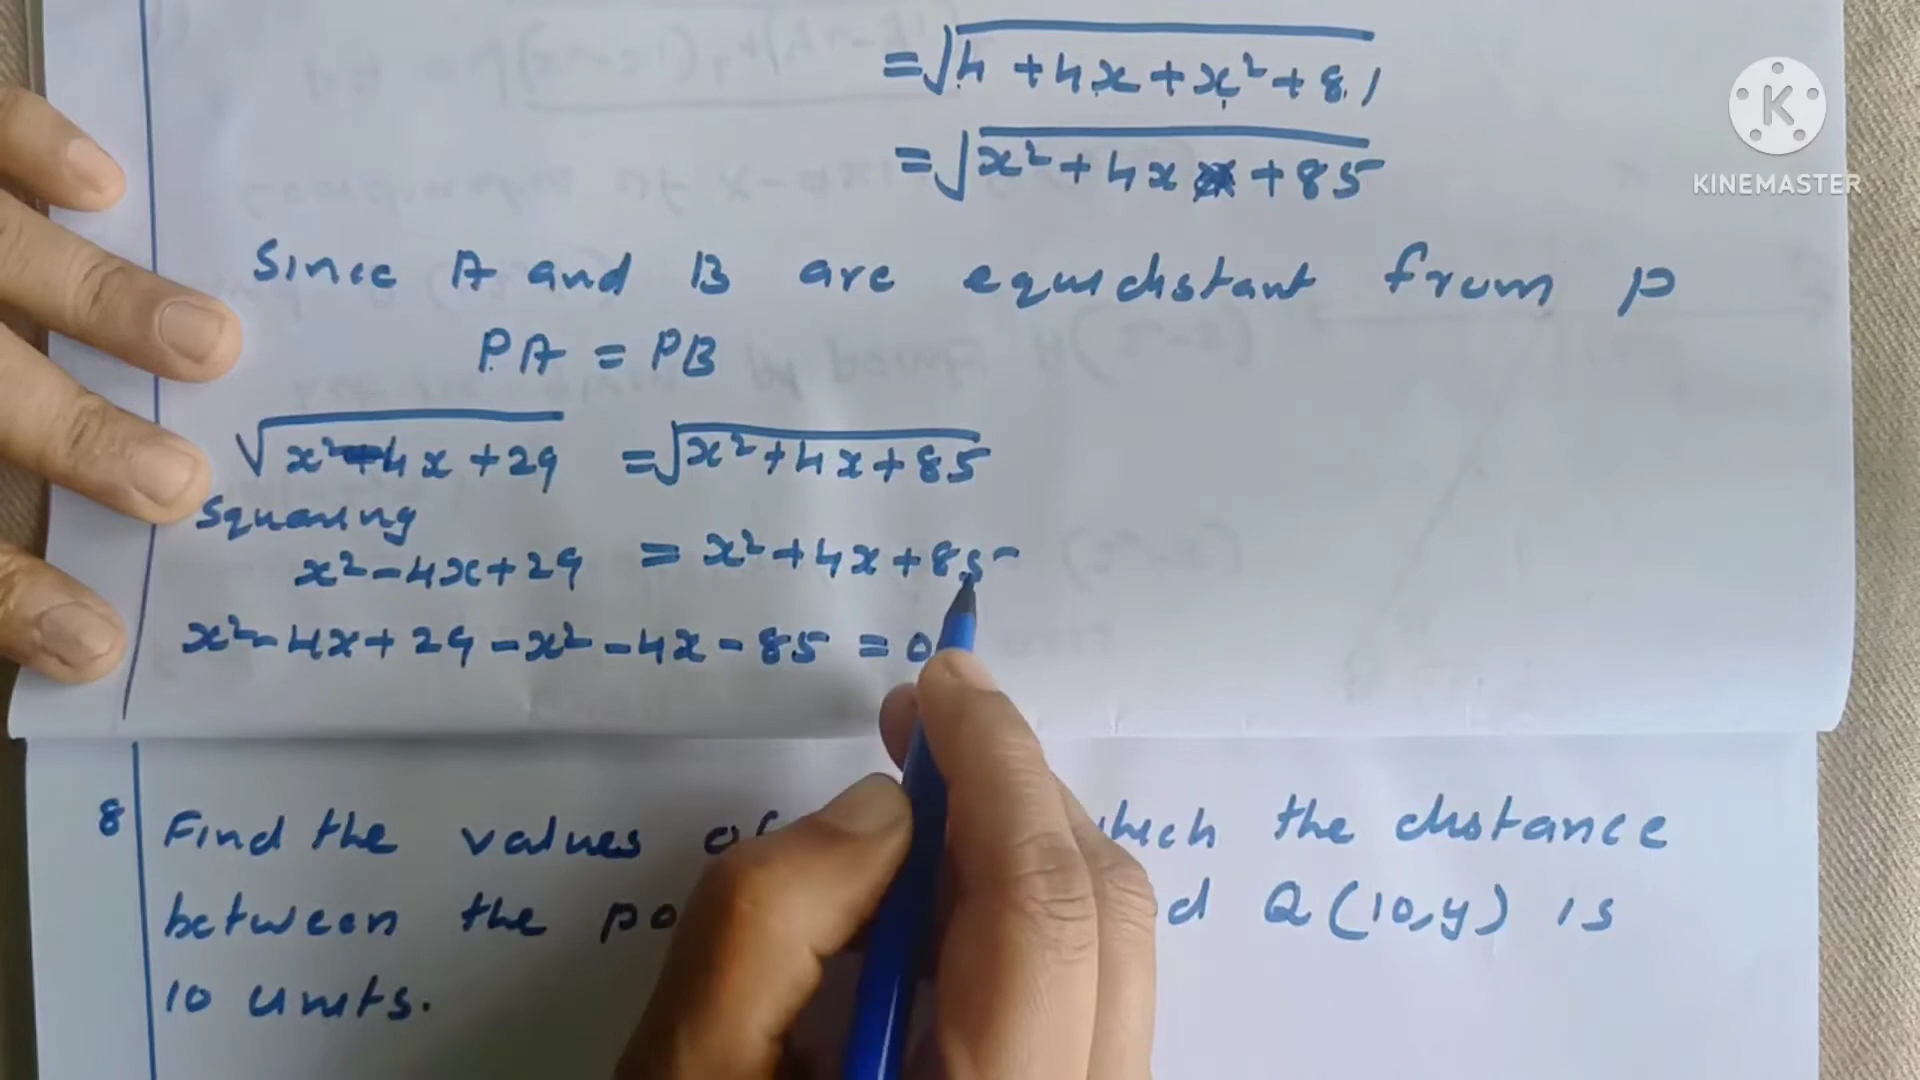 = √4 + 4x + x² + 81
= √x² + 4x + 85
KINEMASTER
Since A and B are equidistant from P
PA = PB
√x² - 4x + 29 = √x² + 4x + 85
Squaring
x² - 4x + 29 = x² + 4x + 85
x² - 4x + 29 - x² - 4x - 85 = 0
8 Find the values of which the distance
between the Q(10,y) is
10 units.